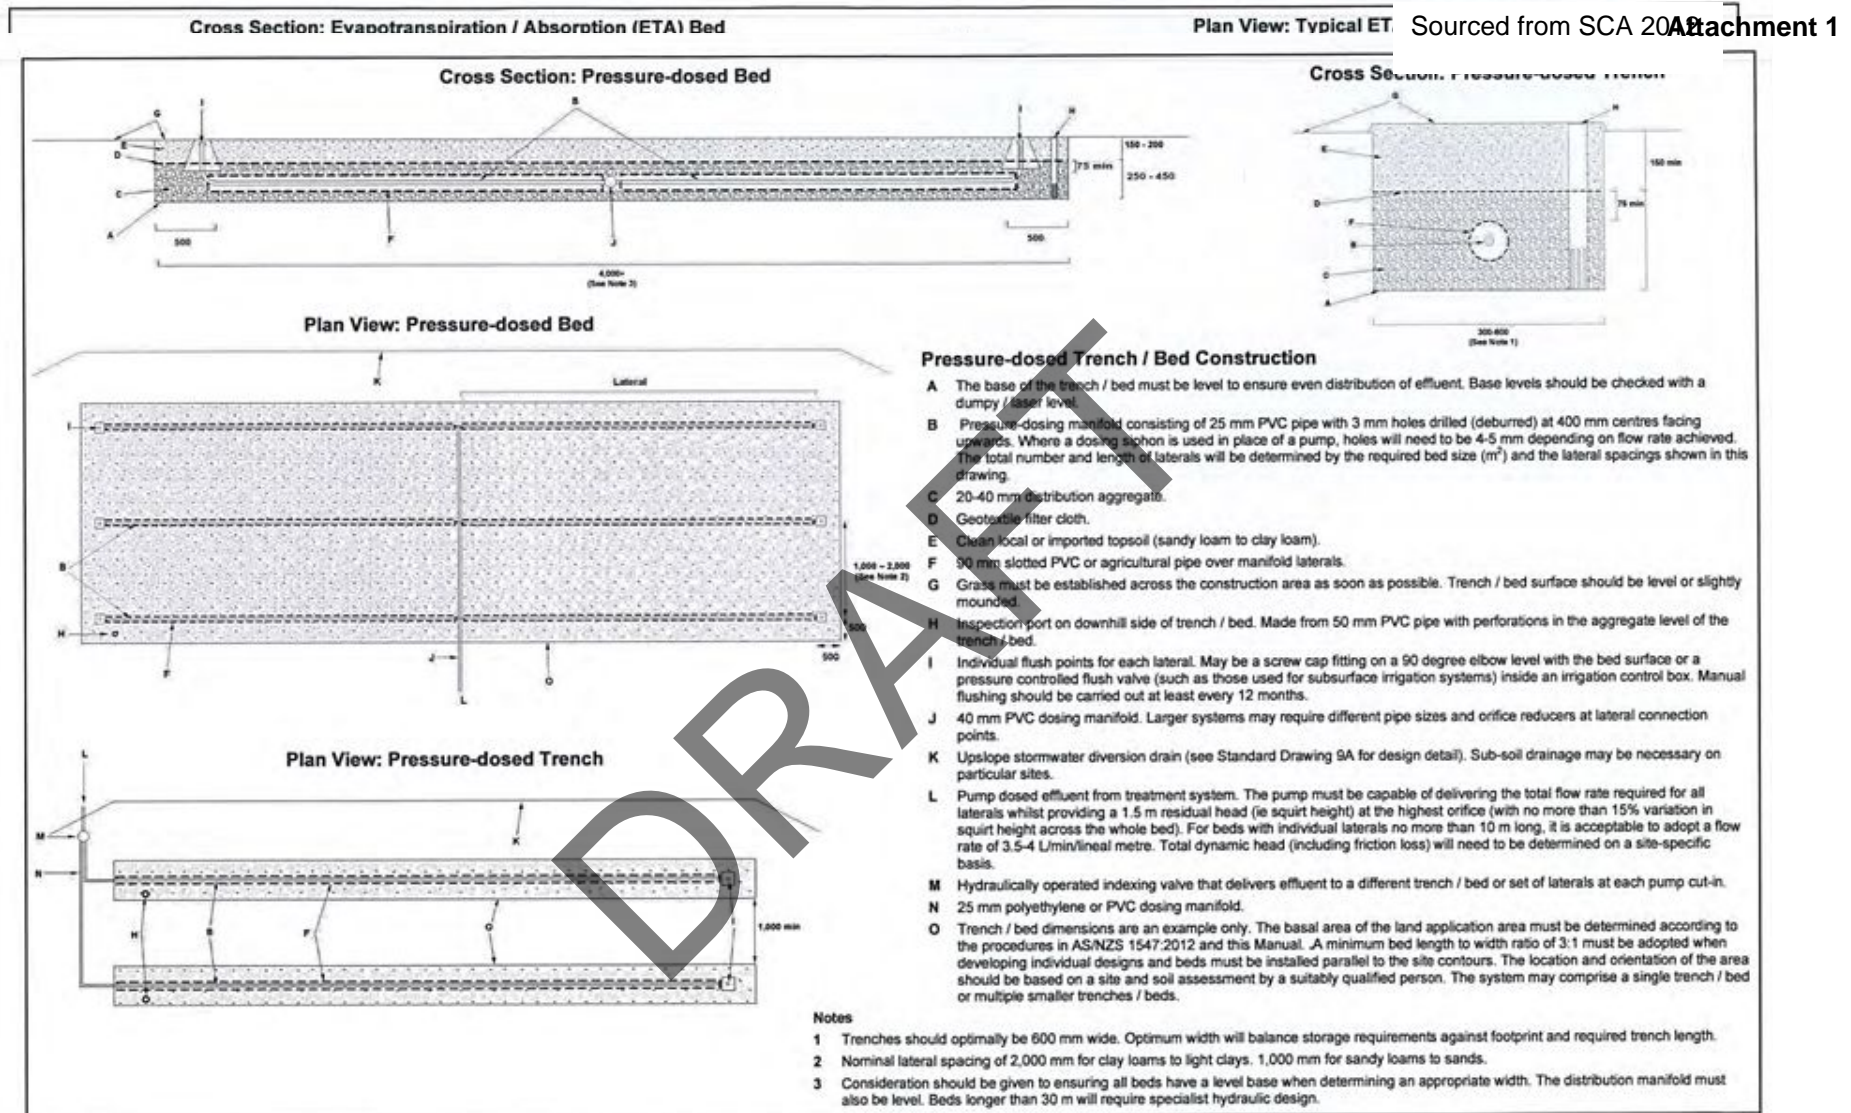 Cross Section: Evapotranspiration / Absorption (ETA) Bed
Plan View: Typical ET
Sourced from SCA 2012
Attachment 1
Cross Section: Pressure-dosed Bed
Cross Section: Pressure-dosed Trench
I
B
I
H
G
E
D
C
A
150 - 200
75 min
250 - 450
500
F
J
500
4,000+
(See Note 3)
G
H
E
D
F
B
C
A
150 min
75 min
300-600
(See Note 1)
Plan View: Pressure-dosed Bed
K
Lateral
I
B
H
F
J
L
O
1,000 – 2,000
(See Note 2)
500
500
Plan View: Pressure-dosed Trench
L
M
N
K
H
B
F
O
I
1,000 min
Pressure-dosed Trench / Bed Construction
A The base of the trench / bed must be level to ensure even distribution of effluent. Base levels should be checked with a
dumpy / laser level.
B Pressure-dosing manifold consisting of 25 mm PVC pipe with 3 mm holes drilled (deburred) at 400 mm centres facing
upwards. Where a dosing siphon is used in place of a pump, holes will need to be 4-5 mm depending on flow rate achieved.
The total number and length of laterals will be determined by the required bed size (m²) and the lateral spacings shown in this
drawing.
C 20-40 mm distribution aggregate.
D Geotextile filter cloth.
E Clean local or imported topsoil (sandy loam to clay loam).
F 90 mm slotted PVC or agricultural pipe over manifold laterals.
G Grass must be established across the construction area as soon as possible. Trench / bed surface should be level or slightly
mounded.
H Inspection port on downhill side of trench / bed. Made from 50 mm PVC pipe with perforations in the aggregate level of the
trench / bed.
I Individual flush points for each lateral. May be a screw cap fitting on a 90 degree elbow level with the bed surface or a
pressure controlled flush valve (such as those used for subsurface irrigation systems) inside an irrigation control box. Manual
flushing should be carried out at least every 12 months.
J 40 mm PVC dosing manifold. Larger systems may require different pipe sizes and orifice reducers at lateral connection
points.
K Upslope stormwater diversion drain (see Standard Drawing 9A for design detail). Sub-soil drainage may be necessary on
particular sites.
L Pump dosed effluent from treatment system. The pump must be capable of delivering the total flow rate required for all
laterals whilst providing a 1.5 m residual head (ie squirt height) at the highest orifice (with no more than 15% variation in
squirt height across the whole bed). For beds with individual laterals no more than 10 m long, it is acceptable to adopt a flow
rate of 3.5-4 L/min/lineal metre. Total dynamic head (including friction loss) will need to be determined on a site-specific
basis.
M Hydraulically operated indexing valve that delivers effluent to a different trench / bed or set of laterals at each pump cut-in.
N 25 mm polyethylene or PVC dosing manifold.
O Trench / bed dimensions are an example only. The basal area of the land application area must be determined according to
the procedures in AS/NZS 1547:2012 and this Manual. .A minimum bed length to width ratio of 3:1 must be adopted when
developing individual designs and beds must be installed parallel to the site contours. The location and orientation of the area
should be based on a site and soil assessment by a suitably qualified person. The system may comprise a single trench / bed
or multiple smaller trenches / beds.
Notes
1 Trenches should optimally be 600 mm wide. Optimum width will balance storage requirements against footprint and required trench length.
2 Nominal lateral spacing of 2,000 mm for clay loams to light clays. 1,000 mm for sandy loams to sands.
3 Consideration should be given to ensuring all beds have a level base when determining an appropriate width. The distribution manifold must
also be level. Beds longer than 30 m will require specialist hydraulic design.
DRAFT